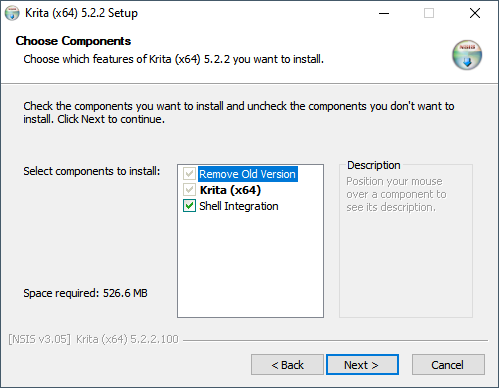 Krita (x64) 5.2.2 Setup
Choose Components
Choose which features of Krita (x64) 5.2.2 you want to install.
NSIS
Check the components you want to install and uncheck the components you don't want to
install. Click Next to continue.
Select components to install:
Remove Old Version
Krita (x64)
Shell Integration
Description
Position your mouse
over a component to
see its description.
Space required: 526.6 MB
[NSIS v3.05] Krita (x64) 5.2.2.100
< Back
Next >
Cancel